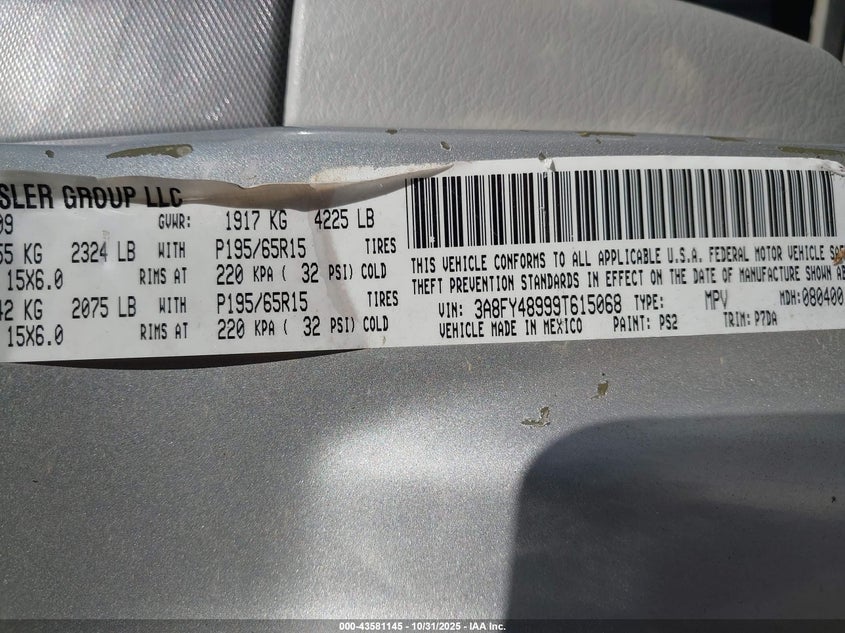 SLER GROUP LLC
09 GVWR: 1917 KG 4225 LB
55 KG 2324 LB WITH P195/65R15 TIRES
15X6.0 RIMS AT 220 KPA ( 32 PSI) COLD
42 KG 2075 LB WITH P195/65R15 TIRES
15X6.0 RIMS AT 220 KPA ( 32 PSI) COLD
THIS VEHICLE CONFORMS TO ALL APPLICABLE U.S.A. FEDERAL MOTOR VEHICLE SAF
THEFT PREVENTION STANDARDS IN EFFECT ON THE DATE OF MANUFACTURE SHOWN AB
VIN: 3A8FY48999T615068 TYPE: MPV MDH:080400
VEHICLE MADE IN MEXICO PAINT: PS2 TRIM: P7DA
000-43581145 - 10/31/2025 - IAA Inc.